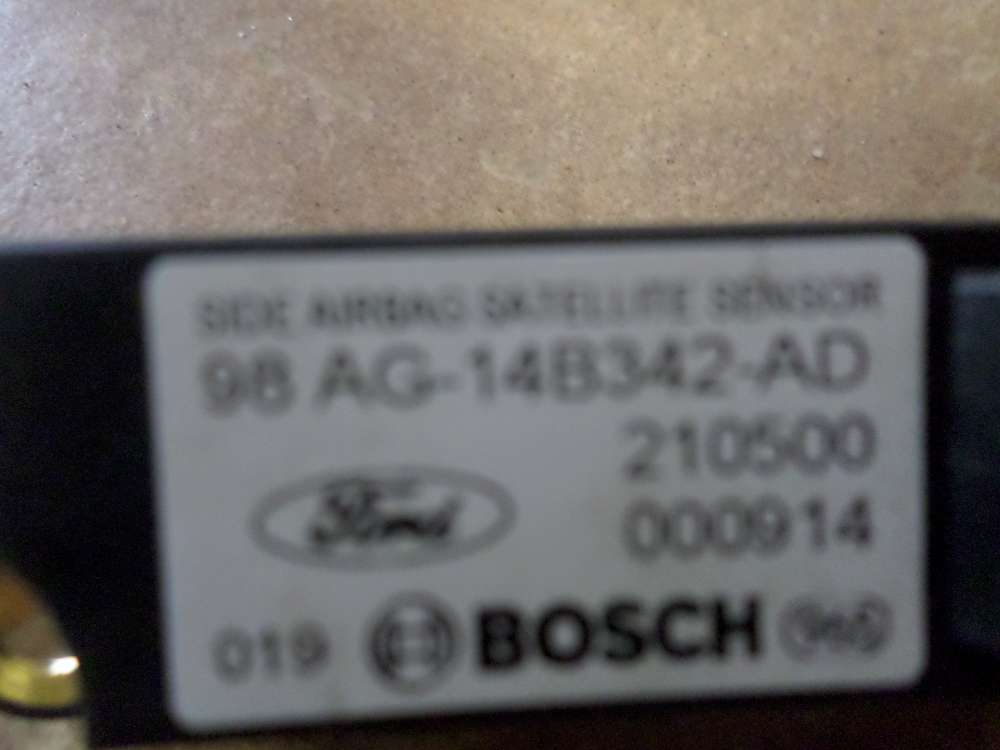 SIDE AIRBAG SATELLITE SENSOR
98 AG-14B342-AD
210500
Ford
000914
019 BOSCH